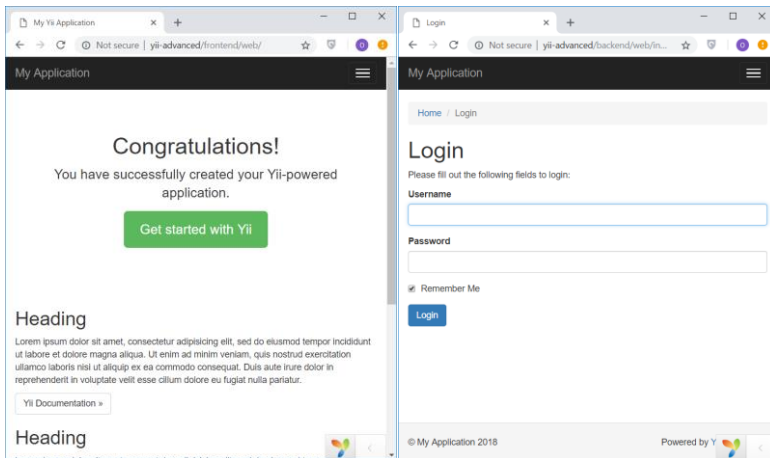 My Yii Application
Not secure | yii-advanced/frontend/web/
My Application
Congratulations!
You have successfully created your Yii-powered
application.
Get started with Yii
Heading
Lorem ipsum dolor sit amet, consectetur adipisicing elit, sed do eiusmod tempor incididunt
ut labore et dolore magna aliqua. Ut enim ad minim veniam, quis nostrud exercitation
ullamco laboris nisi ut aliquip ex ea commodo consequat. Duis aute irure dolor in
reprehenderit in voluptate velit esse cillum dolore eu fugiat nulla pariatur.
Yii Documentation »
Heading
Login
Not secure | yii-advanced/backend/web/in...
My Application
Home / Login
Login
Please fill out the following fields to login:
Username
Password
Remember Me
Login
© My Application 2018
Powered by Y